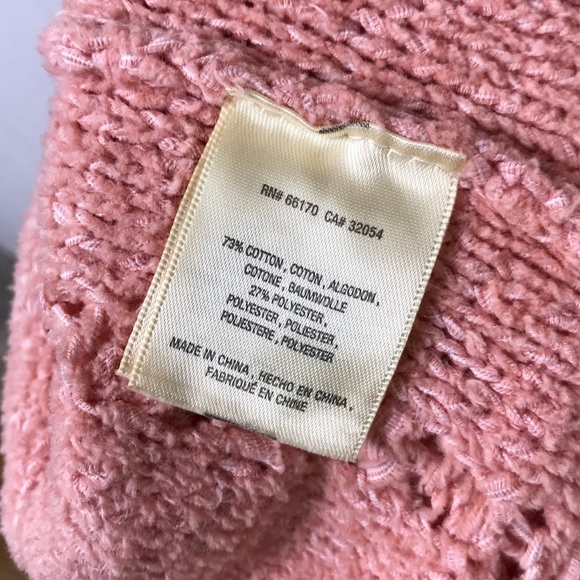 RN# 66170 CA# 32054
73% COTTON, COTON, ALGODON,
COTONE, BAUMWOLLE
27% POLYESTER,
POLYESTER, POLIESTER,
POLIESTERE, POLYESTER
MADE IN CHINA, HECHO EN CHINA,
FABRIQUÉ EN CHINE